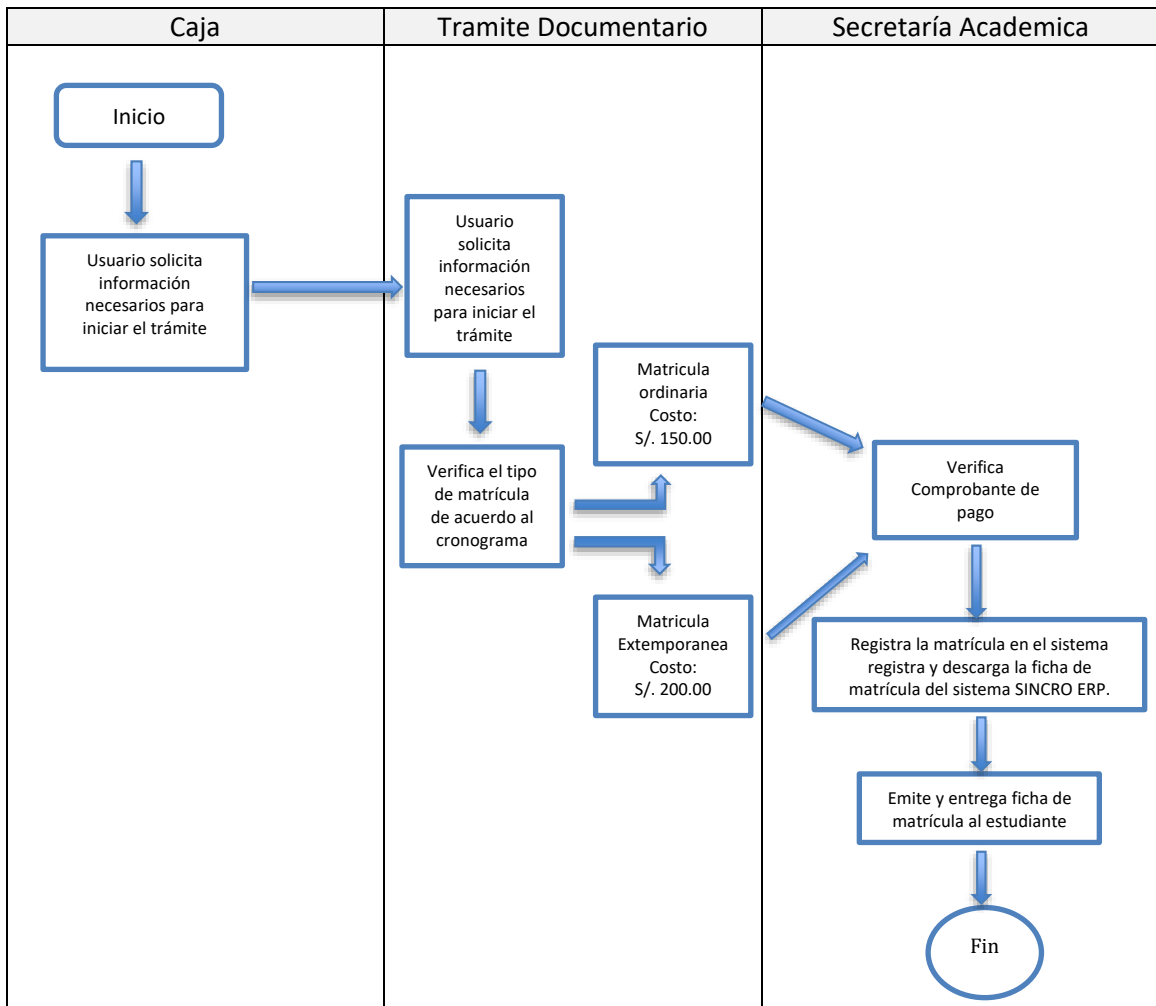 Caja
Tramite Documentario
Secretaría Academica
Inicio
Usuario solicita
información
necesarios para
iniciar el trámite
Usuario
solicita
información
necesarios
para iniciar el
trámite
Verifica el tipo
de matrícula
de acuerdo al
cronograma
Matricula
ordinaria
Costo:
S/. 150.00
Matricula
Extemporanea
Costo:
S/. 200.00
Verifica
Comprobante de
pago
Registra la matrícula en el sistema
registra y descarga la ficha de
matrícula del sistema SINCRO ERP.
Emite y entrega ficha de
matrícula al estudiante
Fin